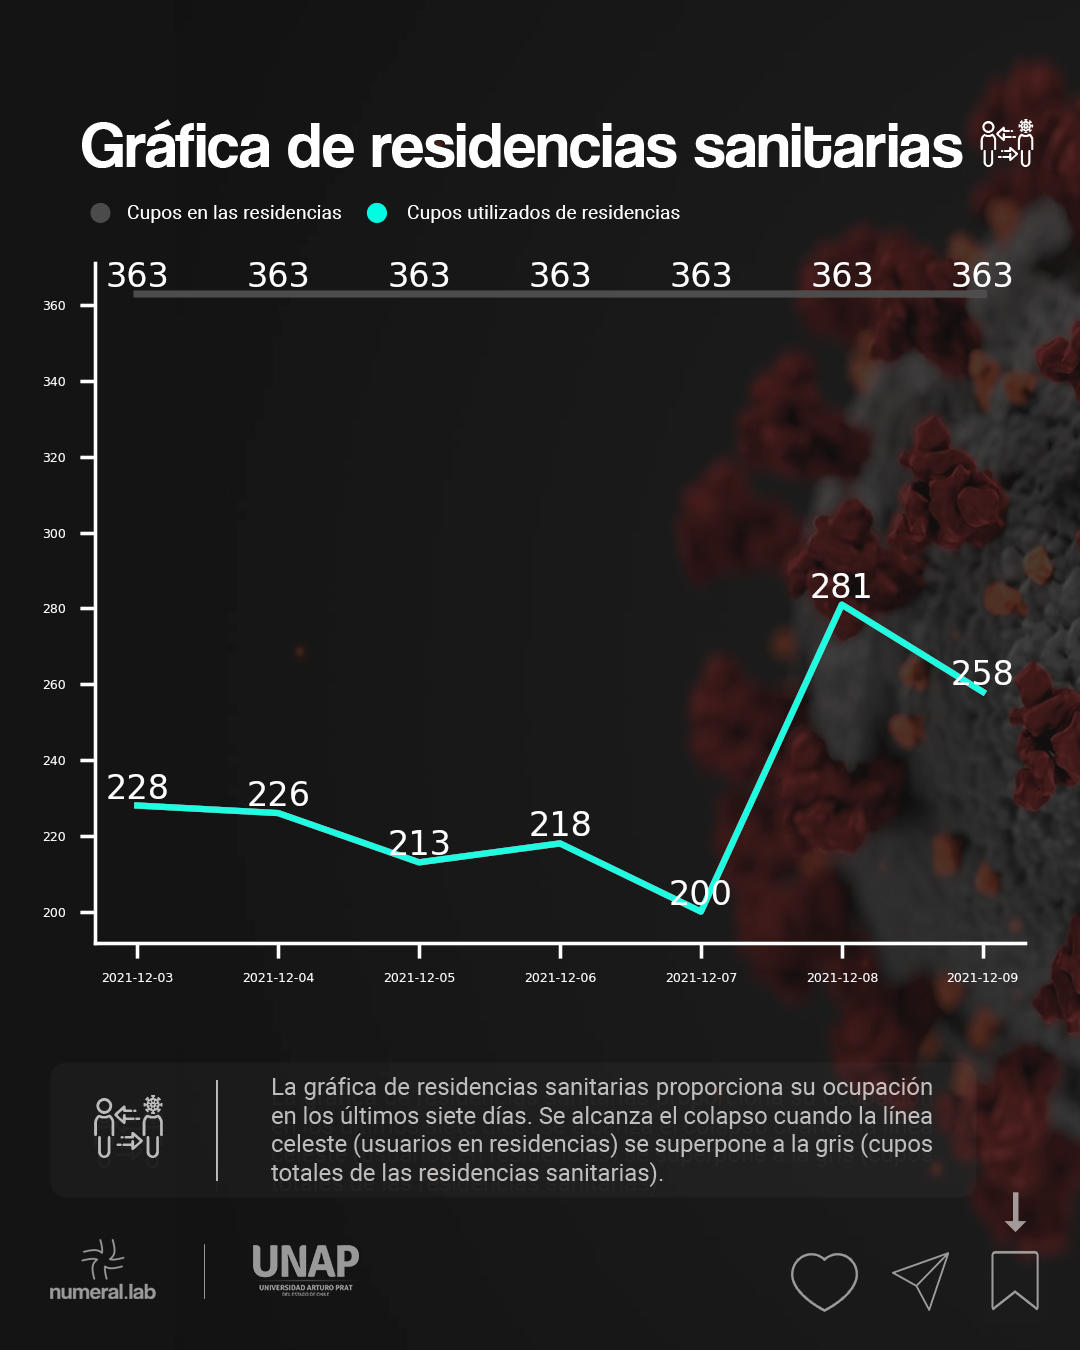 Gráfica de residencias sanitarias
Cupos en las residencias Cupos utilizados de residencias
363 363 363 363 363 363 363
360
340
320
300
280
260
240
220
200
281
258
228 226 213 218 200
2021-12-03 2021-12-04 2021-12-05 2021-12-06 2021-12-07 2021-12-08 2021-12-09
La gráfica de residencias sanitarias proporciona su ocupación
en los últimos siete días. Se alcanza el colapso cuando la línea
celeste (usuarios en residencias) se superpone a la gris (cupos
totales de las residencias sanitarias).
numeral.lab
UNAP
UNIVERSIDAD ARTURO PRAT
DEL ESTADO DE CHILE